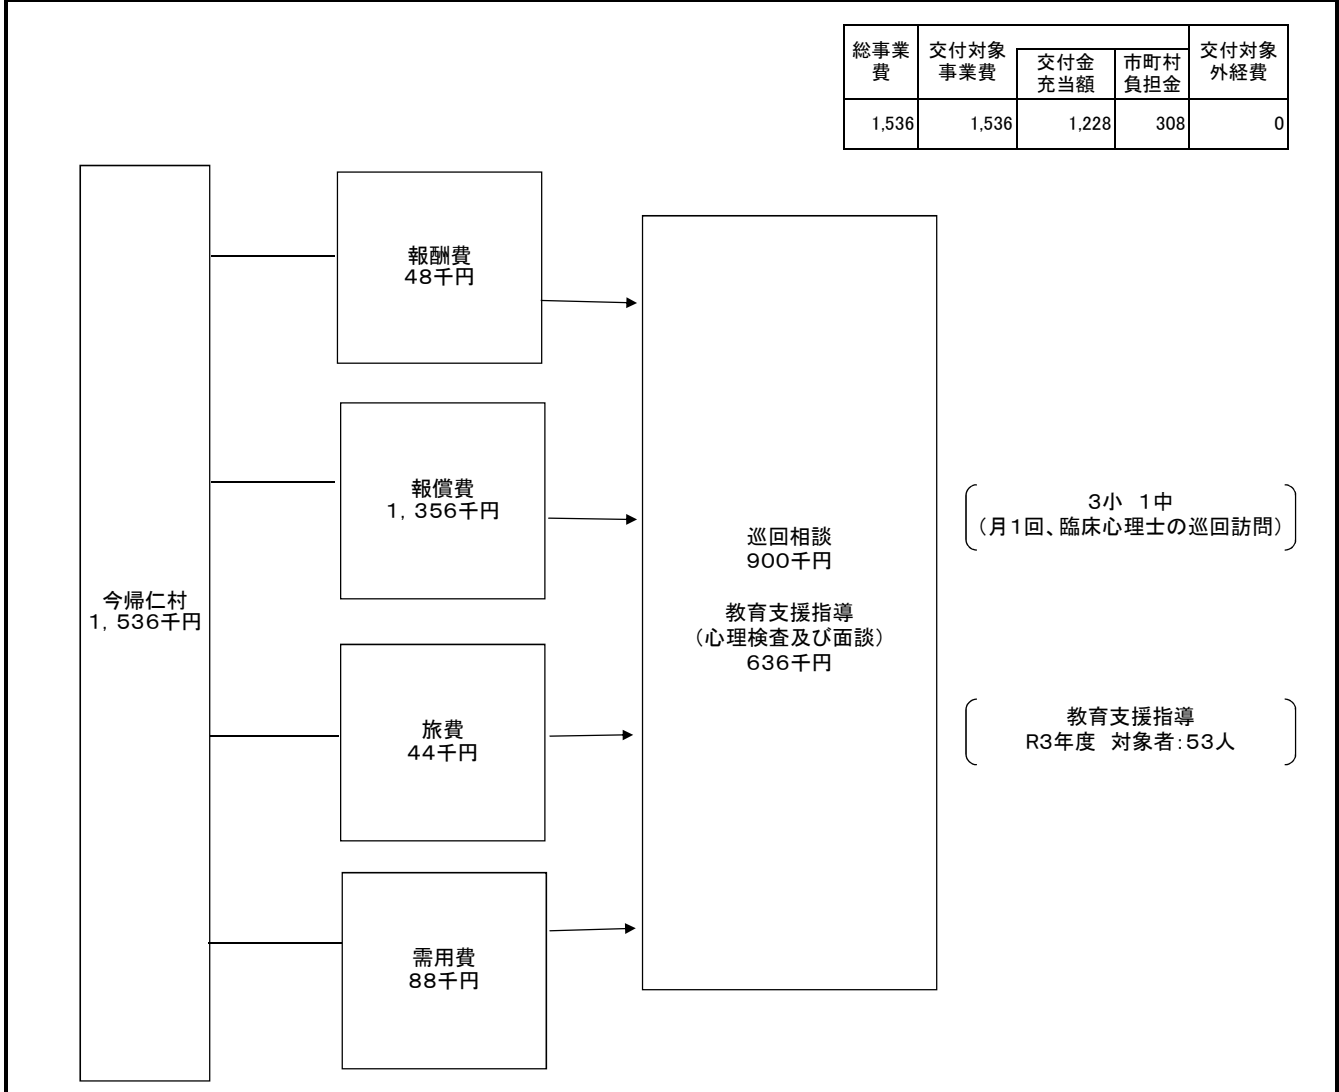 総事業
費
交付対象
事業費
交付金
充当額
市町村
負担金
交付対象
外経費
1,536 1,536 1,228 308 0
今帰仁村
1，536千円
報酬費
48千円
報償費
1，356千円
旅費
44千円
需用費
88千円
巡回相談
900千円
教育支援指導
（心理検査及び面談）
636千円
3小　1中
（月1回、臨床心理士の巡回訪問）
教育支援指導
R3年度　対象者：53人